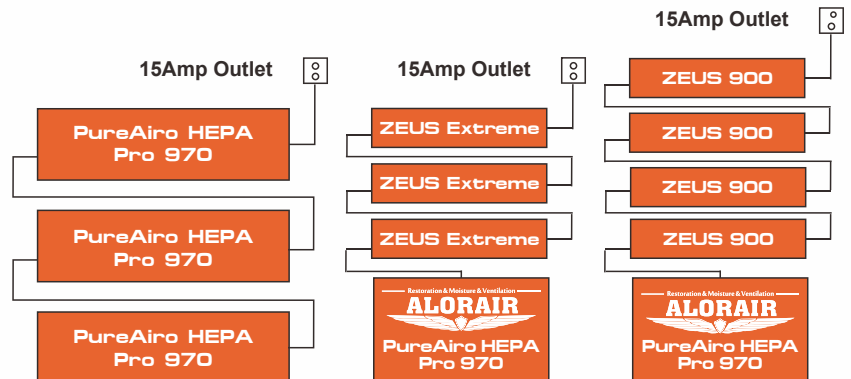 15Amp Outlet
PureAiro HEPA
Pro 970
PureAiro HEPA
Pro 970
PureAiro HEPA
Pro 970
15Amp Outlet
ZEUS Extreme
ZEUS Extreme
ZEUS Extreme
Restoration & Moisture & Ventilation
ALORAIR
PureAiro HEPA
Pro 970
15Amp Outlet
ZEUS 900
ZEUS 900
ZEUS 900
ZEUS 900
Restoration & Moisture & Ventilation
ALORAIR
PureAiro HEPA
Pro 970